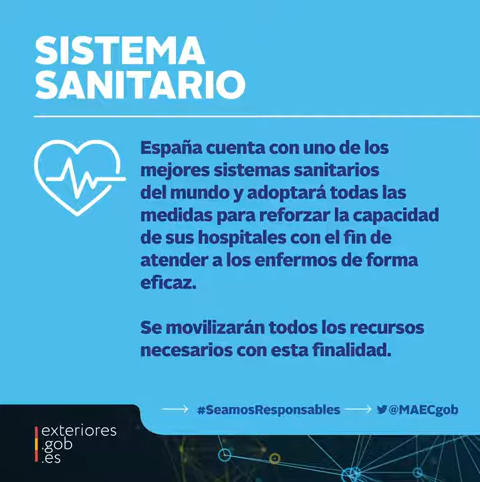 SISTEMA
SANITARIO
España cuenta con uno de los
mejores sistemas sanitarios
del mundo y adoptará todas las
medidas para reforzar la capacidad
de sus hospitales con el fin de
atender a los enfermos de forma
eficaz.
Se movilizarán todos los recursos
necesarios con esta finalidad.
#SeamosResponsables
@MAECgob
exteriores
.gob
.es